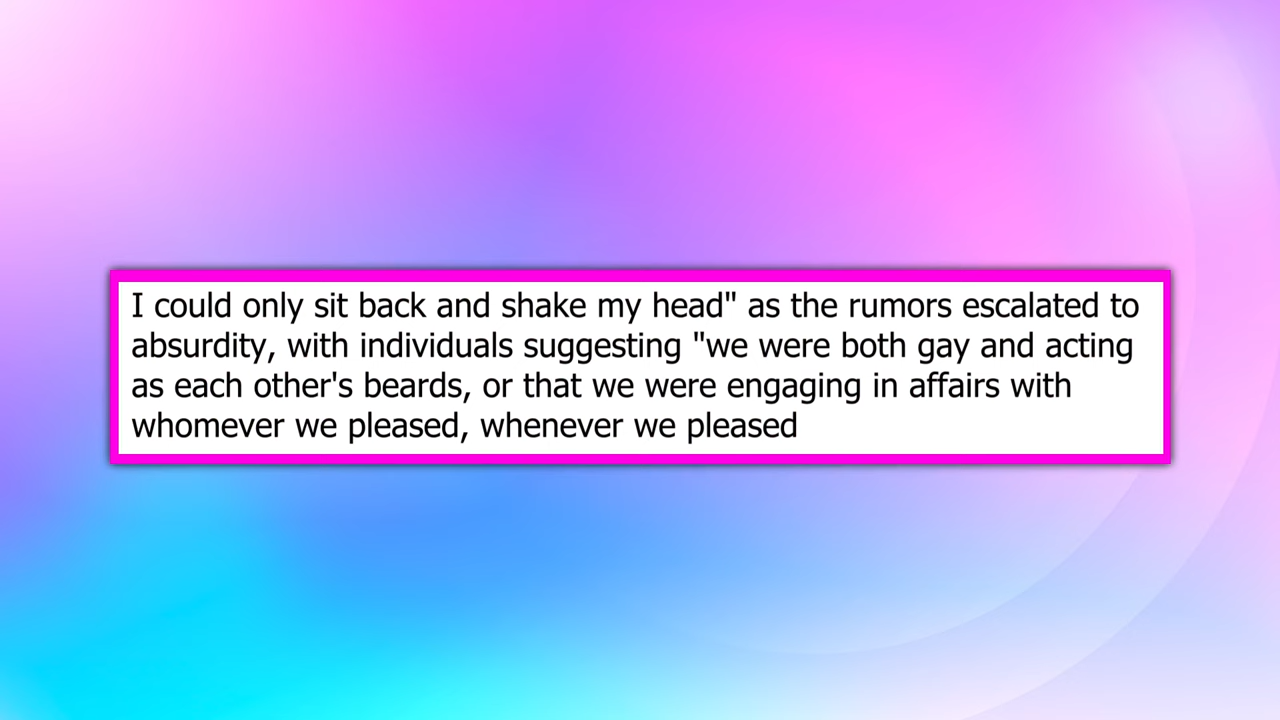 I could only sit back and shake my head" as the rumors escalated to
absurdity, with individuals suggesting "we were both gay and acting
as each other's beards, or that we were engaging in affairs with
whomever we pleased, whenever we pleased